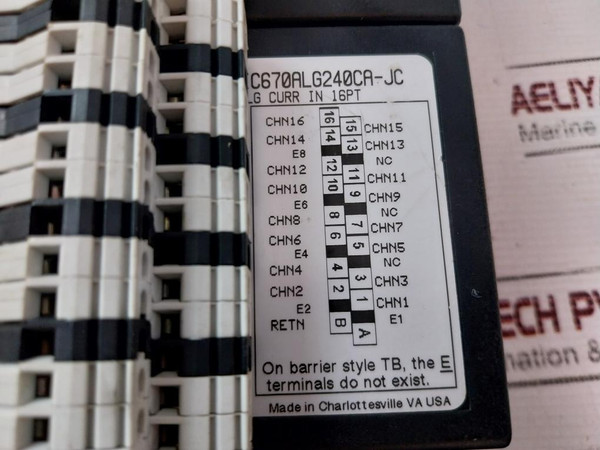 C670ALG240CA-JC
LG CURR IN 16PT
CHN16 16 15 CHN15
CHN14 14 13 CHN13
E8 NC
CHN12 12 11 CHN11
CHN10 10 9 CHN9
E6 NC
CHN8 8 7 CHN7
CHN6 6 5 CHN5
E4 NC
CHN4 4 3 CHN3
CHN2 2 1 CHN1
E2 E1
RETN B A
On barrier style TB, the E
terminals do not exist.
Made in Charlottesville VA USA
AELIYA
Marine
ECH PV
mation &